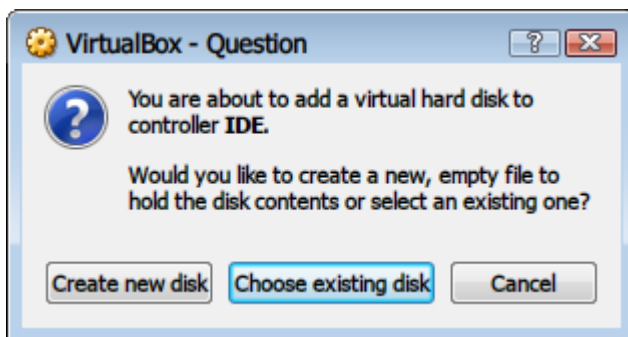 VirtualBox - Question
You are about to add a virtual hard disk to
controller IDE.
Would you like to create a new, empty file to
hold the disk contents or select an existing one?
Create new disk Choose existing disk Cancel